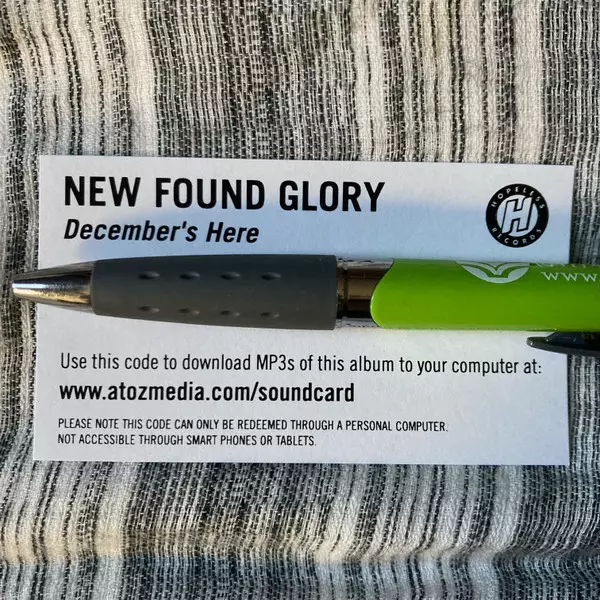 NEW FOUND GLORY
December's Here
HOPELESS RECORDS
H
www.
Use this code to download MP3s of this album to your computer at:
www.atozmedia.com/soundcard
PLEASE NOTE THIS CODE CAN ONLY BE REDEEMED THROUGH A PERSONAL COMPUTER.
NOT ACCESSIBLE THROUGH SMART PHONES OR TABLETS.